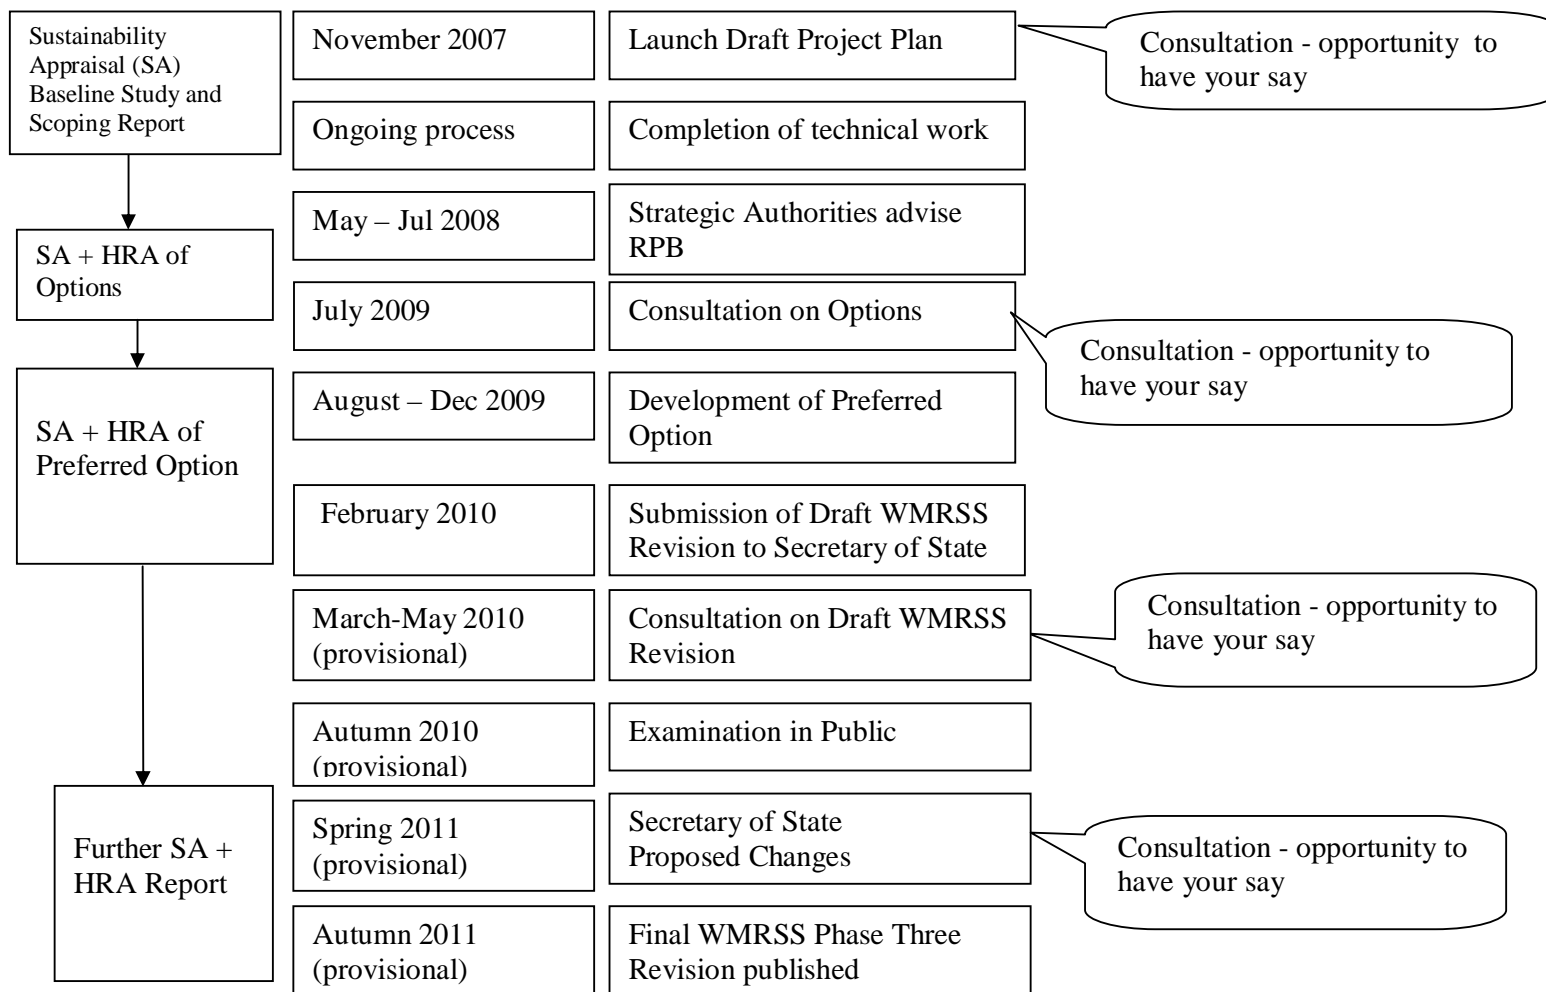 Sustainability
Appraisal (SA)
Baseline Study and
Scoping Report
November 2007
Launch Draft Project Plan
Consultation - opportunity to
have your say
Ongoing process
Completion of technical work
May – Jul 2008
Strategic Authorities advise
RPB
SA + HRA of
Options
July 2009
Consultation on Options
Consultation - opportunity to
have your say
SA + HRA of
Preferred Option
August – Dec 2009
Development of Preferred
Option
February 2010
Submission of Draft WMRSS
Revision to Secretary of State
March-May 2010
(provisional)
Consultation on Draft WMRSS
Revision
Consultation - opportunity to
have your say
Autumn 2010
(provisional)
Examination in Public
Further SA +
HRA Report
Spring 2011
(provisional)
Secretary of State
Proposed Changes
Consultation - opportunity to
have your say
Autumn 2011
(provisional)
Final WMRSS Phase Three
Revision published